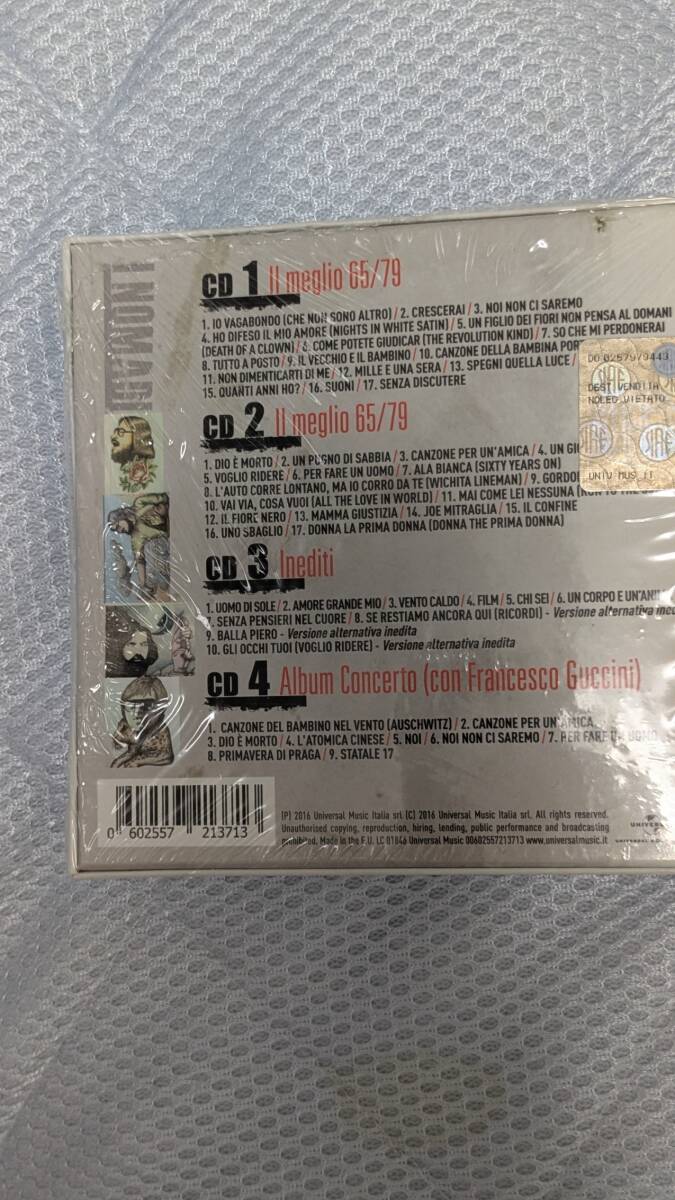 I NOMADI
CD 1 Il meglio 65/79
1. IO VAGABONDO (CHE NON SONO ALTRO) / 2. CRESCERAI / 3. NOI NON CI SAREMO
4. HO DIFESO IL MIO AMORE (NIGHTS IN WHITE SATIN) / 5. UN FIGLIO DEI FIORI NON PENSA AL DOMANI
(DEATH OF A CLOWN) / 6. COME POTETE GIUDICAR (THE REVOLUTION KIND) / 7. SO CHE MI PERDONERAI
8. TUTTO A POSTO / 9. IL VECCHIO E IL BAMBINO / 10. CANZONE DELLA BAMBINA
11. NON DIMENTICARTI DI ME / 12. MILLE E UNA SERA / 13. SPEGNI QUELLA LUCE /
15. QUANTI ANNI HO? / 16. SUONI / 17. SENZA DISCUTERE
DO 02579/9443
DEST VENDITA
NOLEG VIETATO
SIAE
SIAE
UNIV MUS IT
CD 2 Il meglio 65/79
1. DIO È MORTO / 2. UN PUGNO DI SABBIA / 3. CANZONE PER UN'AMICA / 4. UN
5. VOGLIO RIDERE / 6. PER FARE UN UOMO / 7. ALA BIANCA (SIXTY YEARS ON)
8. L'AUTO CORRE LONTANO, MA IO CORRO DA TE (WICHITA LINEMAN) / 9. GORDON
10. VAI VIA, COSA VUOI (ALL THE LOVE IN WORLD) / 11. MAI COME LEI NESSUNA
12. IL FIORE NERO / 13. MAMMA GIUSTIZIA / 14. JOE MITRAGLIA / 15. IL CONFINE
16. UNO SBAGLIO / 17. DONNA LA PRIMA DONNA (DONNA THE PRIMA DONNA)
CD 3 Inediti
1. UOMO DI SOLE / 2. AMORE GRANDE MIO / 3. VENTO CALDO / 4. FILM / 5. CHI SEI / 6. UN CORPO E
7. SENZA PENSIERI NEL CUORE / 8. SE RESTIAMO ANCORA QUI (RICORDI) - Versione alternativa
9. BALLA PIERO - Versione alternativa inedita
10. GLI OCCHI TUOI (VOGLIO RIDERE) - Versione alternativa inedita
CD 4 Album Concerto (con Francesco Guccini)
1. CANZONE DEL BAMBINO NEL VENTO (AUSCHWITZ) / 2. CANZONE PER UN'AMICA
3. DIO È MORTO / 4. L'ATOMICA CINESE / 5. NOI / 6. NOI NON CI SAREMO / 7. PER FARE UN UOMO
8. PRIMAVERA DI PRAGA / 9. STATALE 17
0 602557 213713
(P) 2016 Universal Music Italia srl (C) 2016 Universal Music Italia srl. All rights reserved.
Unauthorised copying, reproduction, hiring, lending, public performance and broadcasting
prohibited. Made in the E.U. LC 01846 Universal Music 00602557213713 www.universalmusic.it